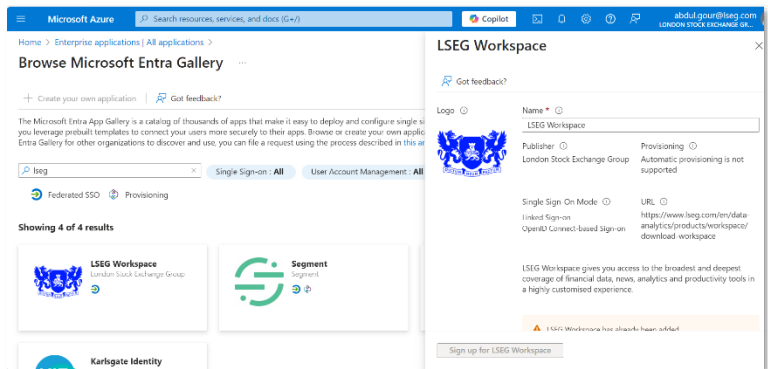 Microsoft Azure
Search resources, services, and docs (G+/)
Copilot
abdul.gour@lseg.com
LONDON STOCK EXCHANGE GR...
Home > Enterprise applications | All applications >
Browse Microsoft Entra Gallery ...
+ Create your own application
Got feedback?
The Microsoft Entra App Gallery is a catalog of thousands of apps that make it easy to deploy and configure single si
you leverage prebuilt templates to connect your users more securely to their apps. Browse or create your own applic
Entra Gallery for other organizations to discover and use, you can file a request using the process described in this ar
lseg
Single Sign-on : All
User Account Management : All
Federated SSO
Provisioning
Showing 4 of 4 results
LSEG Workspace
London Stock Exchange Group
Segment
Segment
Karlsgate Identity
LSEG Workspace
Got feedback?
Logo
Name *
LSEG Workspace
Publisher
London Stock Exchange Group
Provisioning
Automatic provisioning is not
supported
Single Sign On Mode
Linked Sign-on
OpenID Connect-based Sign-on
URL
https://www.lseg.com/en/data-
analytics/products/workspace/
download-workspace
LSEG Workspace gives you access to the broadest and deepest
coverage of financial data, news, analytics and productivity tools in
a highly customised experience.
LSEG Workspace has already been added
Sign up for LSEG Workspace